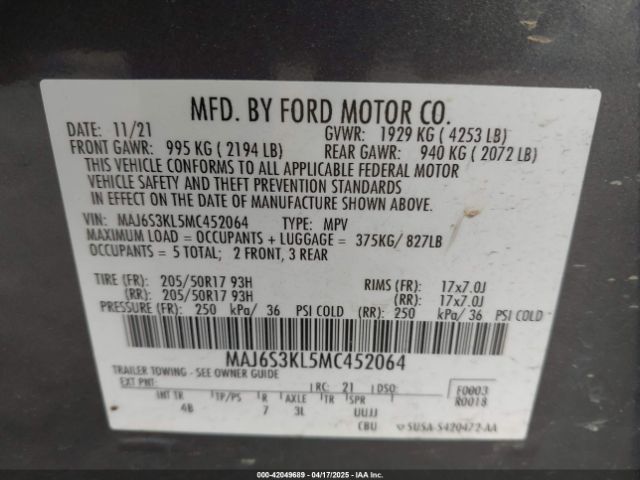 MFD. BY FORD MOTOR CO.
DATE: 11/21 GVWR: 1929 KG ( 4253 LB)
FRONT GAWR: 995 KG ( 2194 LB) REAR GAWR: 940 KG ( 2072 LB)
THIS VEHICLE CONFORMS TO ALL APPLICABLE FEDERAL MOTOR
VEHICLE SAFETY AND THEFT PREVENTION STANDARDS
IN EFFECT ON THE DATE OF MANUFACTURE SHOWN ABOVE.
VIN: MAJ6S3KL5MC452064 TYPE: MPV
MAXIMUM LOAD = OCCUPANTS + LUGGAGE = 375KG/ 827LB
OCCUPANTS = 5 TOTAL; 2 FRONT, 3 REAR
TIRE (FR): 205/50R17 93H RIMS (FR): 17x7.0J
(RR): 205/50R17 93H (RR): 17x7.0J
PRESSURE (FR): 250 kPa/ 36 PSI COLD (RR): 250 kPa/ 36 PSI COLD
MAJ6S3KL5MC452064
TRAILER TOWING - SEE OWNER GUIDE
EXT PNT: RC: 21 DSO: F0003
INT TR TP/PS R AXLE TR SPR R0018
4B 7 3L UUJJ
CBU SUSA-S420472-AA
000-42049689 - 04/17/2025 - IAAI.COM